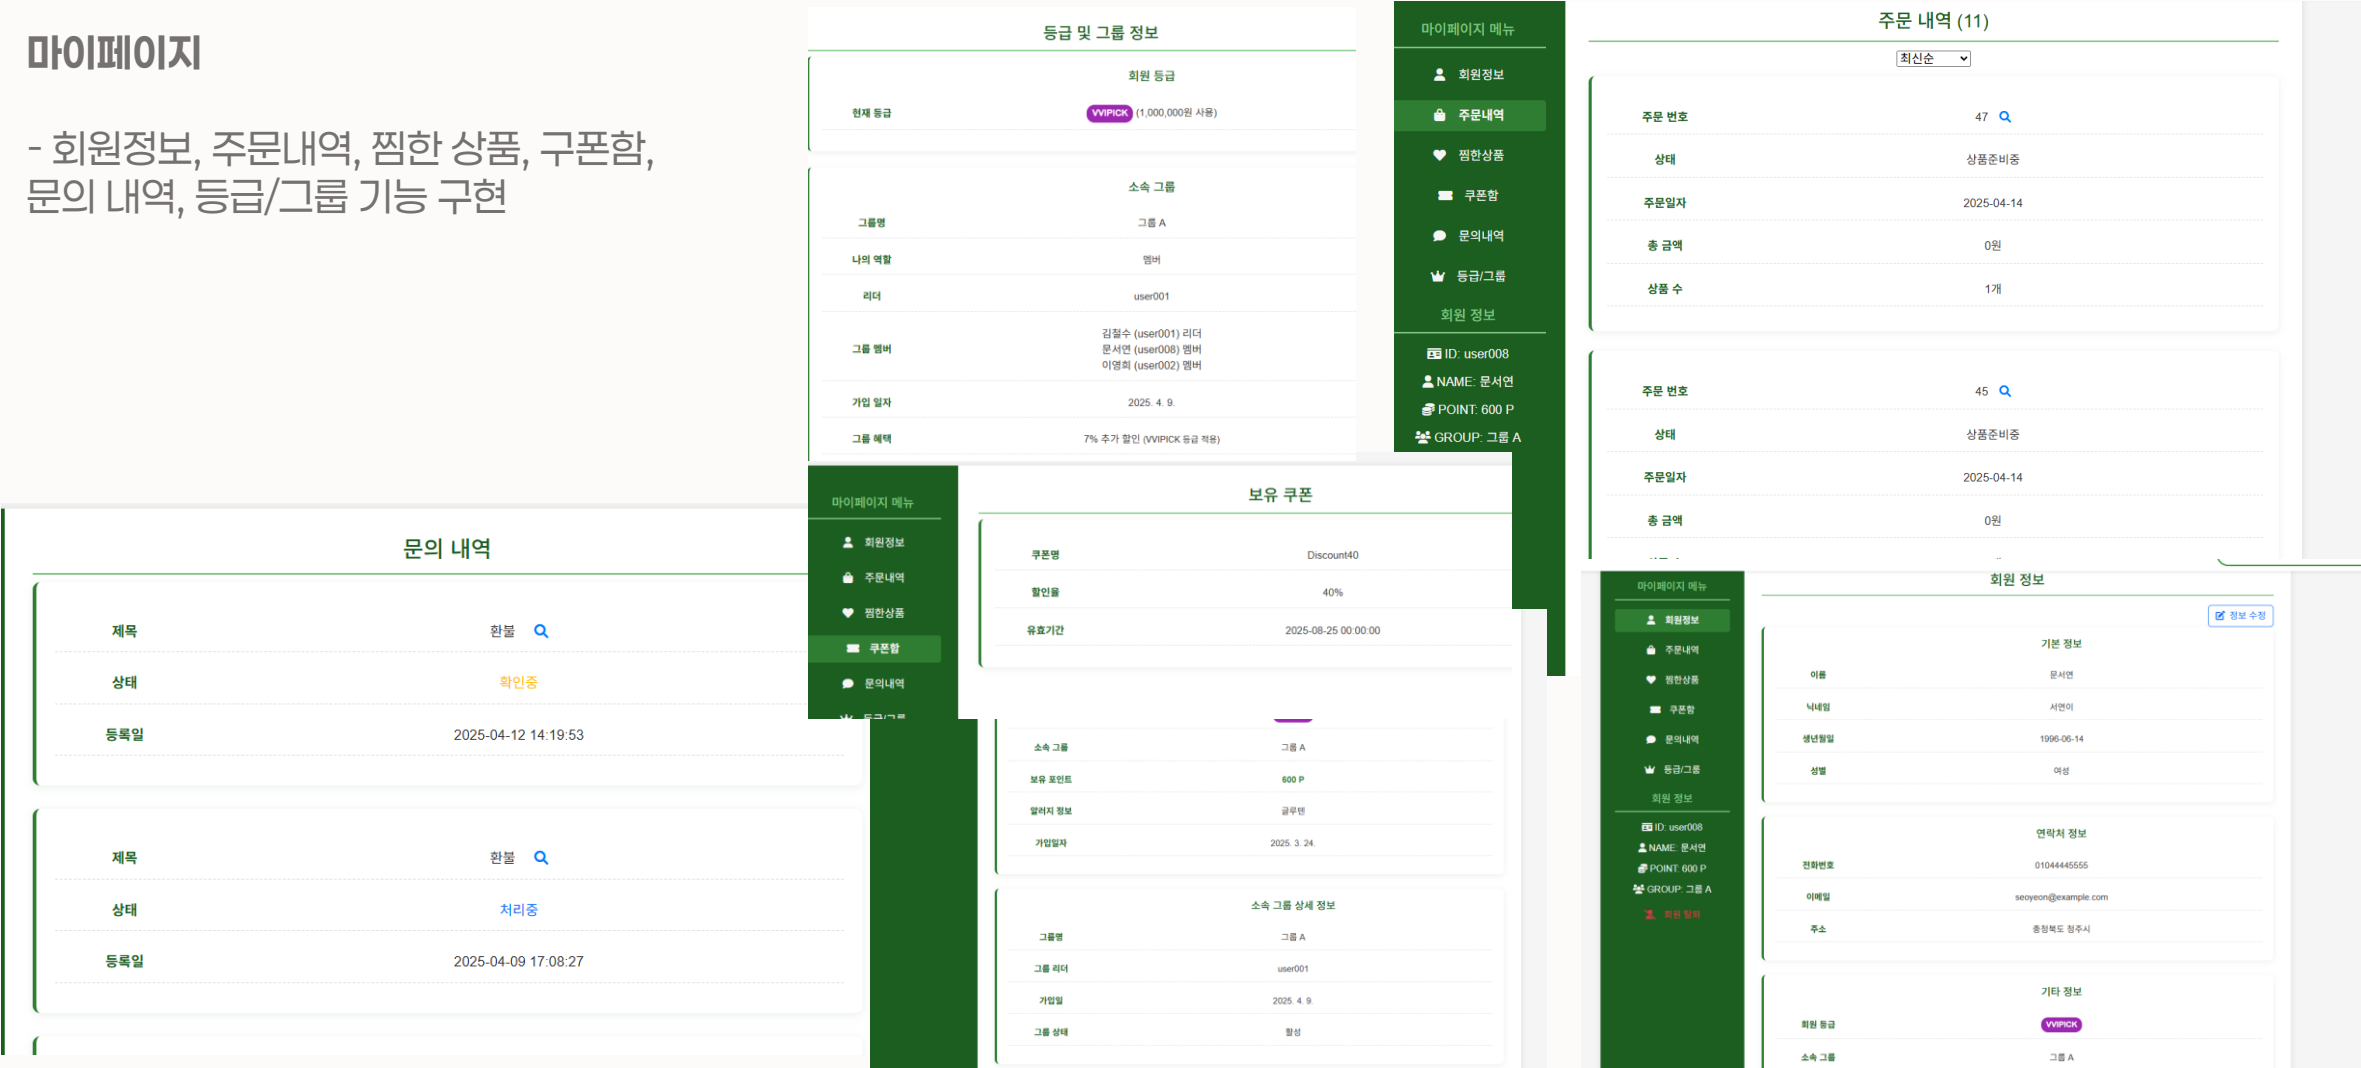 마이페이지
- 회원정보, 주문내역, 찜한 상품, 구폰함,
문의 내역, 등급/그룹 기능 구현
등급 및 그룹 정보
회원 등급
현재 등급 VVIPICK (1,000,000원 사용)
소속 그룹
그룹명 그룹 A
나의 역할 멤버
리더 user001
그룹 멤버
김철수 (user001) 리더
문서연 (user008) 멤버
이영희 (user002) 멤버
가입 일자 2025. 4. 9.
그룹 혜택 7% 추가 할인 (VVIPICK 등급 적용)
마이페이지 메뉴
회원정보
주문내역
찜한상품
쿠폰함
문의내역
등급/그룹
회원 정보
ID: user008
NAME: 문서연
POINT: 600 P
GROUP: 그룹 A
주문 내역 (11)
최신순
주문 번호 47
상태 상품준비중
주문일자 2025-04-14
총 금액 0원
상품 수 1개
주문 번호 45
상태 상품준비중
주문일자 2025-04-14
총 금액 0원
문의 내역
제목 환불
상태 확인중
등록일 2025-04-12 14:19:53
제목 환불
상태 처리중
등록일 2025-04-09 17:08:27
마이페이지 메뉴
회원정보
주문내역
찜한상품
쿠폰함
문의내역
등급/그룹
보유 쿠폰
쿠폰명 Discount40
할인율 40%
유효기간 2025-08-25 00:00:00
소속 그룹 그룹 A
보유 포인트 600 P
알러지 정보 글루텐
가입일자 2025. 3. 24.
소속 그룹 상세 정보
그룹명 그룹 A
그룹 리더 user001
가입일 2025. 4. 9.
그룹 상태 활성
마이페이지 메뉴
회원정보
주문내역
찜한상품
쿠폰함
문의내역
등급/그룹
회원 정보
ID: user008
NAME: 문서연
POINT: 600 P
GROUP: 그룹 A
회원 탈퇴
회원 정보
정보 수정
기본 정보
이름 문서연
닉네임 서연이
생년월일 1996-06-14
성별 여성
연락처 정보
전화번호 01044445555
이메일 seoyeon@example.com
주소 충청북도 청주시
기타 정보
회원 등급 VVIPICK
소속 그룹 그룹 A